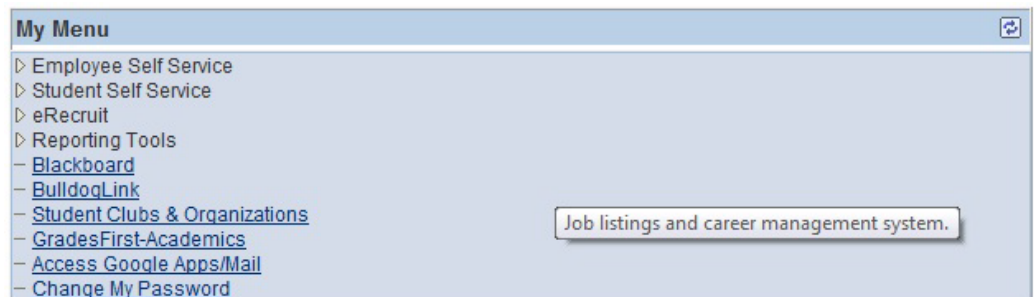 My Menu
Employee Self Service
Student Self Service
eRecruit
Reporting Tools
Blackboard
BulldogLink
Student Clubs & Organizations
Job listings and career management system.
GradesFirst-Academics
Access Google Apps/Mail
Change My Password